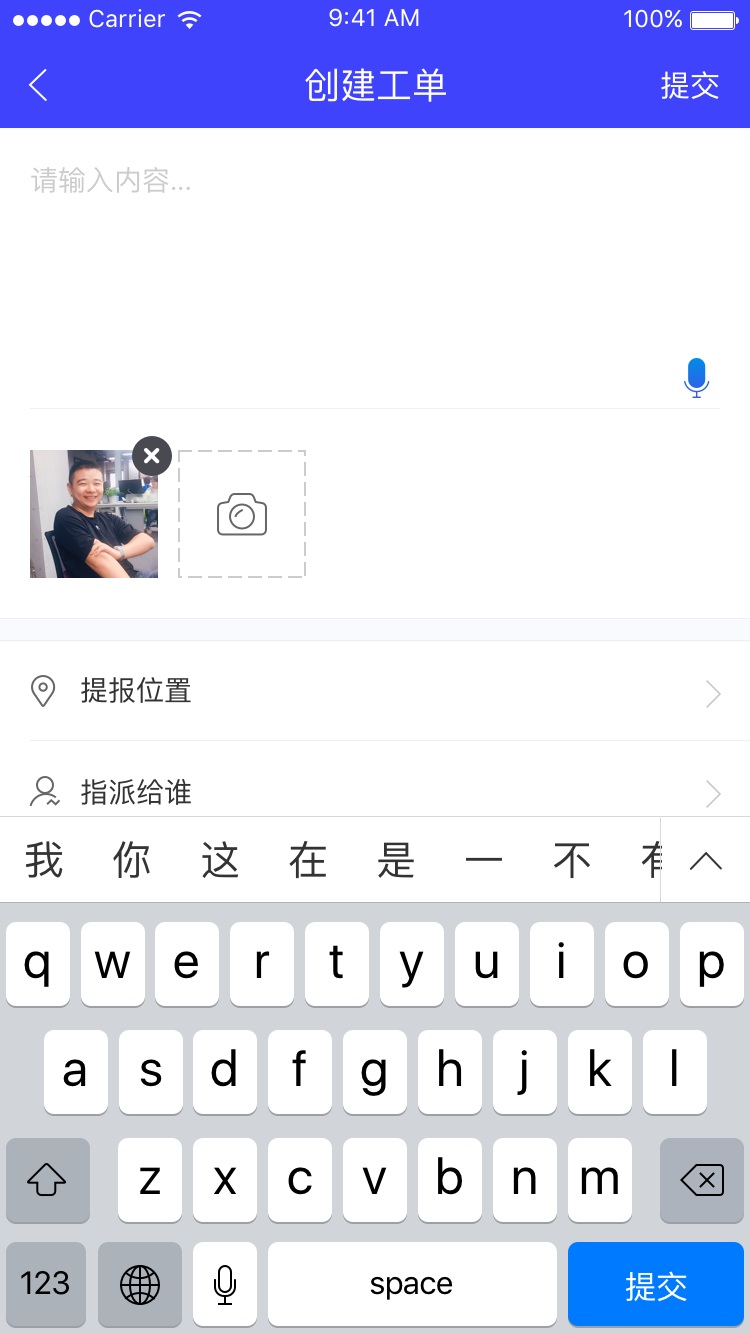 Carrier 9:41 AM 100%
创建工单 提交
请输入内容...
提报位置
指派给谁
我 你 这 在 是 一 不
q w e r t y u i o p
a s d f g h j k l
z x c v b n m
123 space 提交